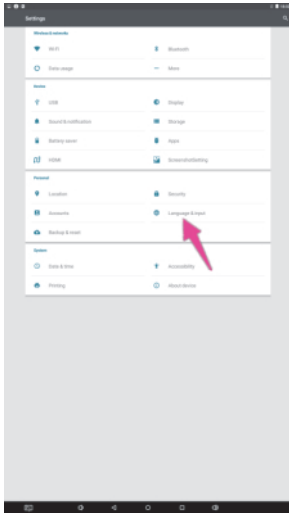 Settings
Wireless & networks
Wi-Fi
Bluetooth
Data usage
More
Device
USB
Display
Sound & notification
Storage
Battery saver
Apps
HDMI
ScreenshotSetting
Personal
Location
Security
Accounts
Language & input
Backup & reset
System
Date & time
Accessibility
Printing
About device